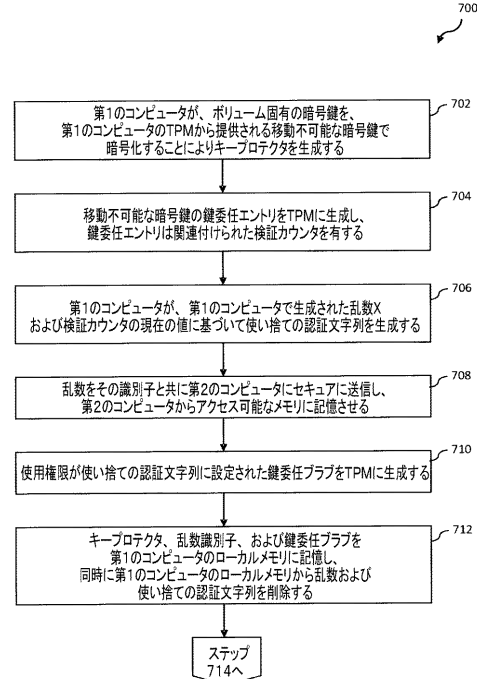 700
702
第1のコンピュータが、ボリューム固有の暗号鍵を、
第1のコンピュータのTPMから提供される移動不可能な暗号鍵で
暗号化することによりキープロテクタを生成する
704
移動不可能な暗号鍵の鍵委任エントリをTPMに生成し、
鍵委任エントリは関連付けられた検証カウンタを有する
706
第1のコンピュータが、第1のコンピュータで生成された乱数X
および検証カウンタの現在の値に基づいて使い捨ての認証文字列を生成する
708
乱数をその識別子と共に第2のコンピュータにセキュアに送信し、
第2のコンピュータからアクセス可能なメモリに記憶させる
710
使用権限が使い捨ての認証文字列に設定された鍵委任ブラブをTPMに生成する
712
キープロテクタ、乱数識別子、および鍵委任ブラブを
第1のコンピュータのローカルメモリに記憶し、
同時に第1のコンピュータのローカルメモリから乱数および
使い捨ての認証文字列を削除する
ステップ
714へ